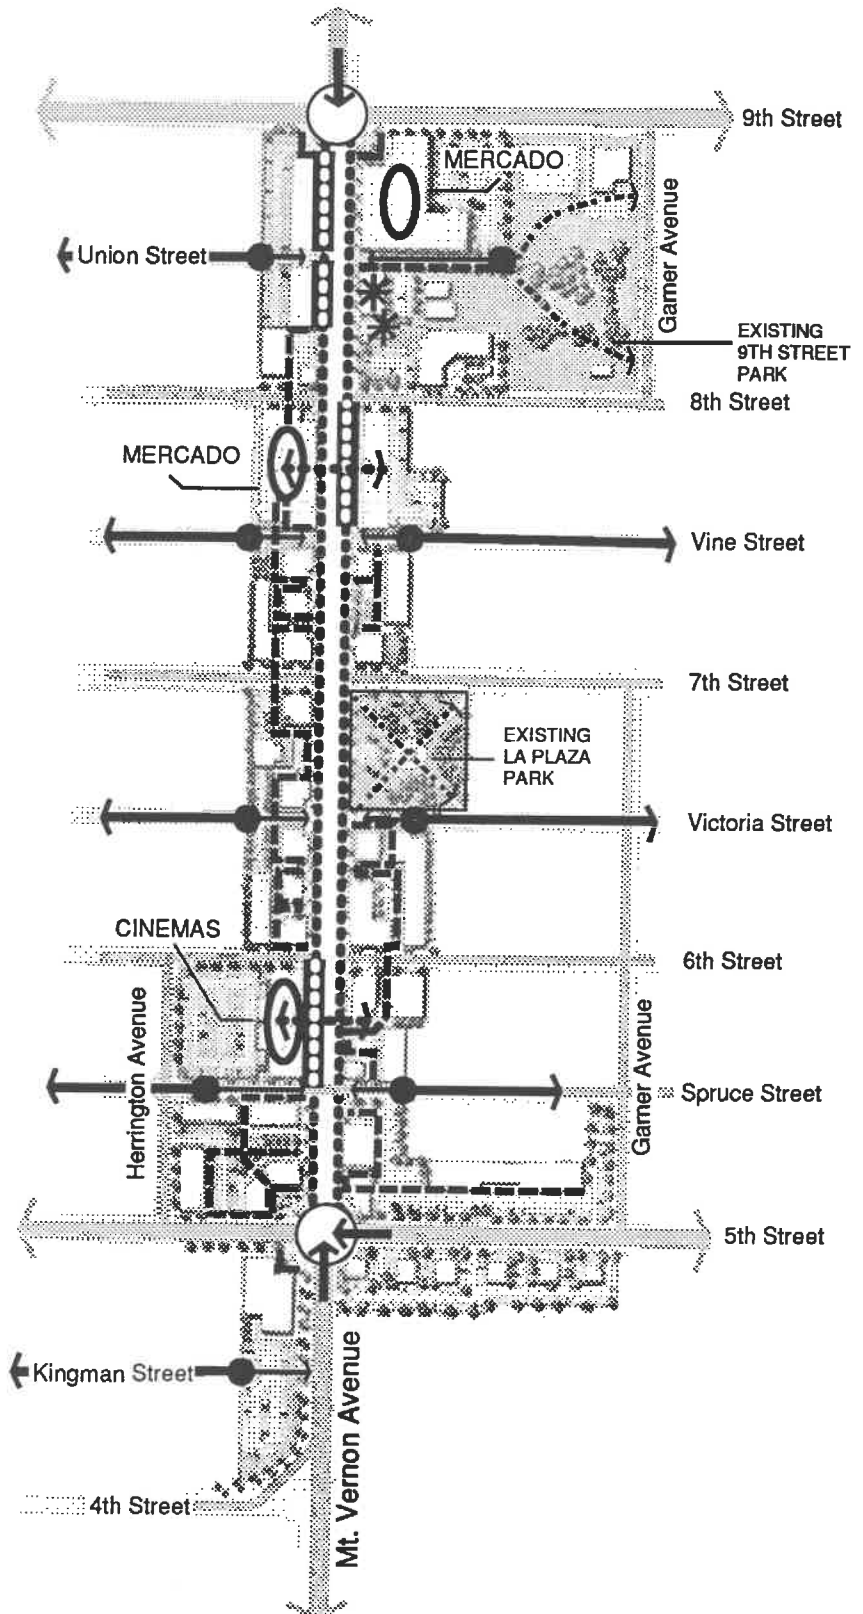 9th Street
MERCADO
Union Street
Garner Avenue
EXISTING
9TH STREET
PARK
8th Street
MERCADO
Vine Street
7th Street
EXISTING
LA PLAZA
PARK
Victoria Street
CINEMAS
6th Street
Herrington Avenue
Garner Avenue
Spruce Street
5th Street
Mt. Vernon Avenue
Kingman Street
4th Street